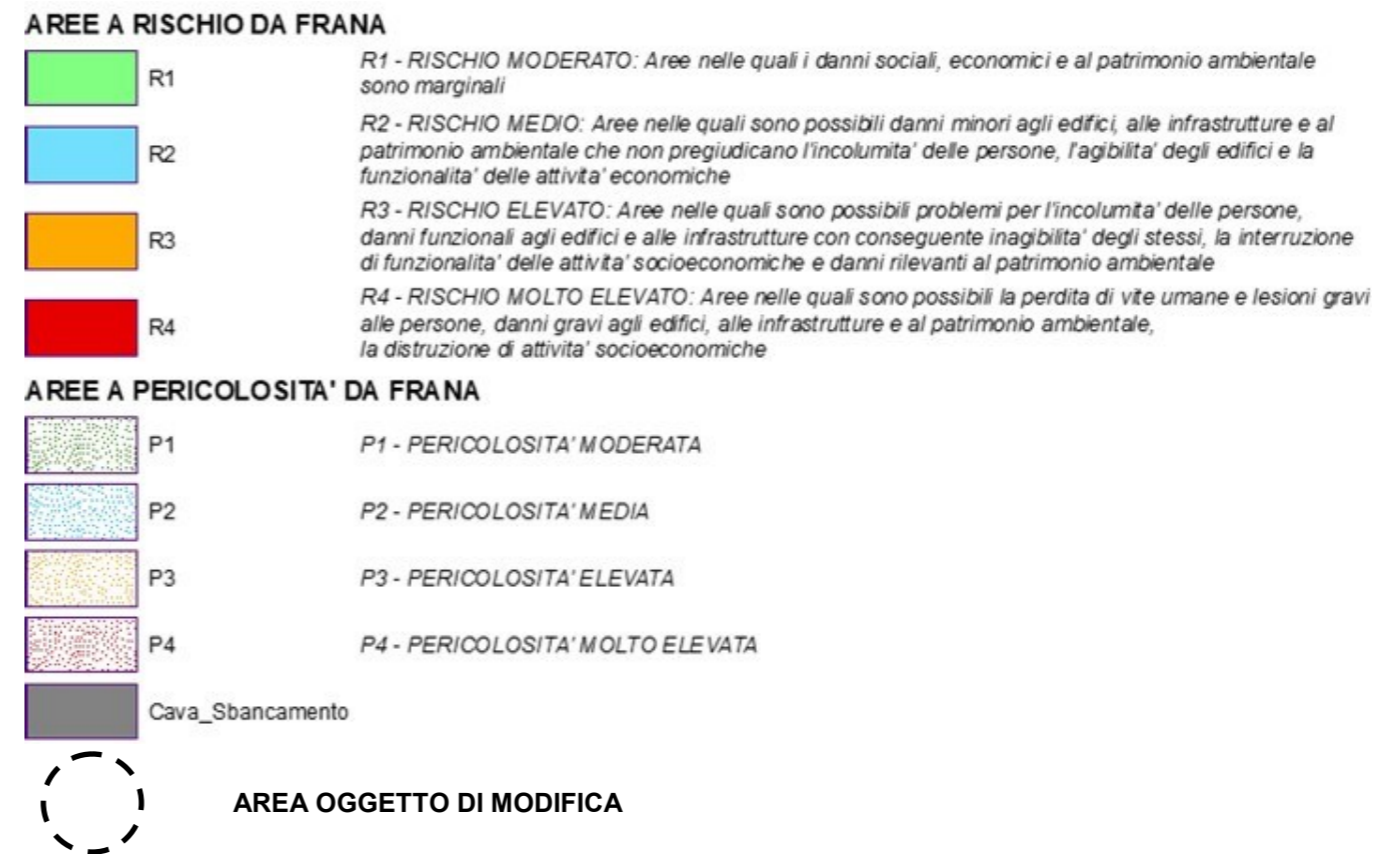 AREE A RISCHIO DA FRANA
R1
R1 - RISCHIO MODERATO: Aree nelle quali i danni sociali, economici e al patrimonio ambientale
sono marginali
R2
R2 - RISCHIO MEDIO: Aree nelle quali sono possibili danni minori agli edifici, alle infrastrutture e al
patrimonio ambientale che non pregiudicano l'incolumita' delle persone, l'agibilita' degli edifici e la
funzionalita' delle attivita' economiche
R3
R3 - RISCHIO ELEVATO: Aree nelle quali sono possibili problemi per l'incolumita' delle persone,
danni funzionali agli edifici e alle infrastrutture con conseguente inagibilita' degli stessi, la interruzione
di funzionalita' delle attivita' socioeconomiche e danni rilevanti al patrimonio ambientale
R4
R4 - RISCHIO MOLTO ELEVATO: Aree nelle quali sono possibili la perdita di vite umane e lesioni gravi
alle persone, danni gravi agli edifici, alle infrastrutture e al patrimonio ambientale,
la distruzione di attivita' socioeconomiche
AREE A PERICOLOSITA' DA FRANA
P1
P1 - PERICOLOSITA' MODERATA
P2
P2 - PERICOLOSITA' MEDIA
P3
P3 - PERICOLOSITA' ELEVATA
P4
P4 - PERICOLOSITA' MOLTO ELEVATA
Cava_Sbancamento
AREA OGGETTO DI MODIFICA